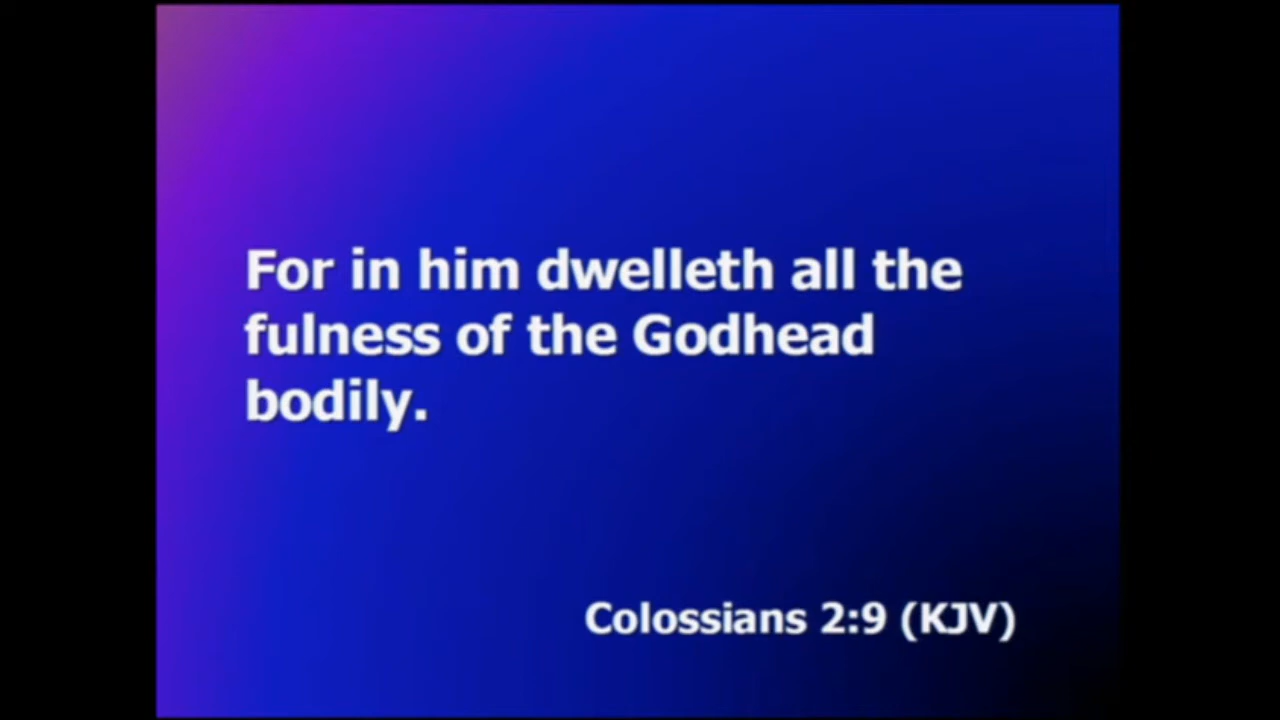 For in him dwelleth all the
fulness of the Godhead
bodily.
Colossians 2:9 (KJV)